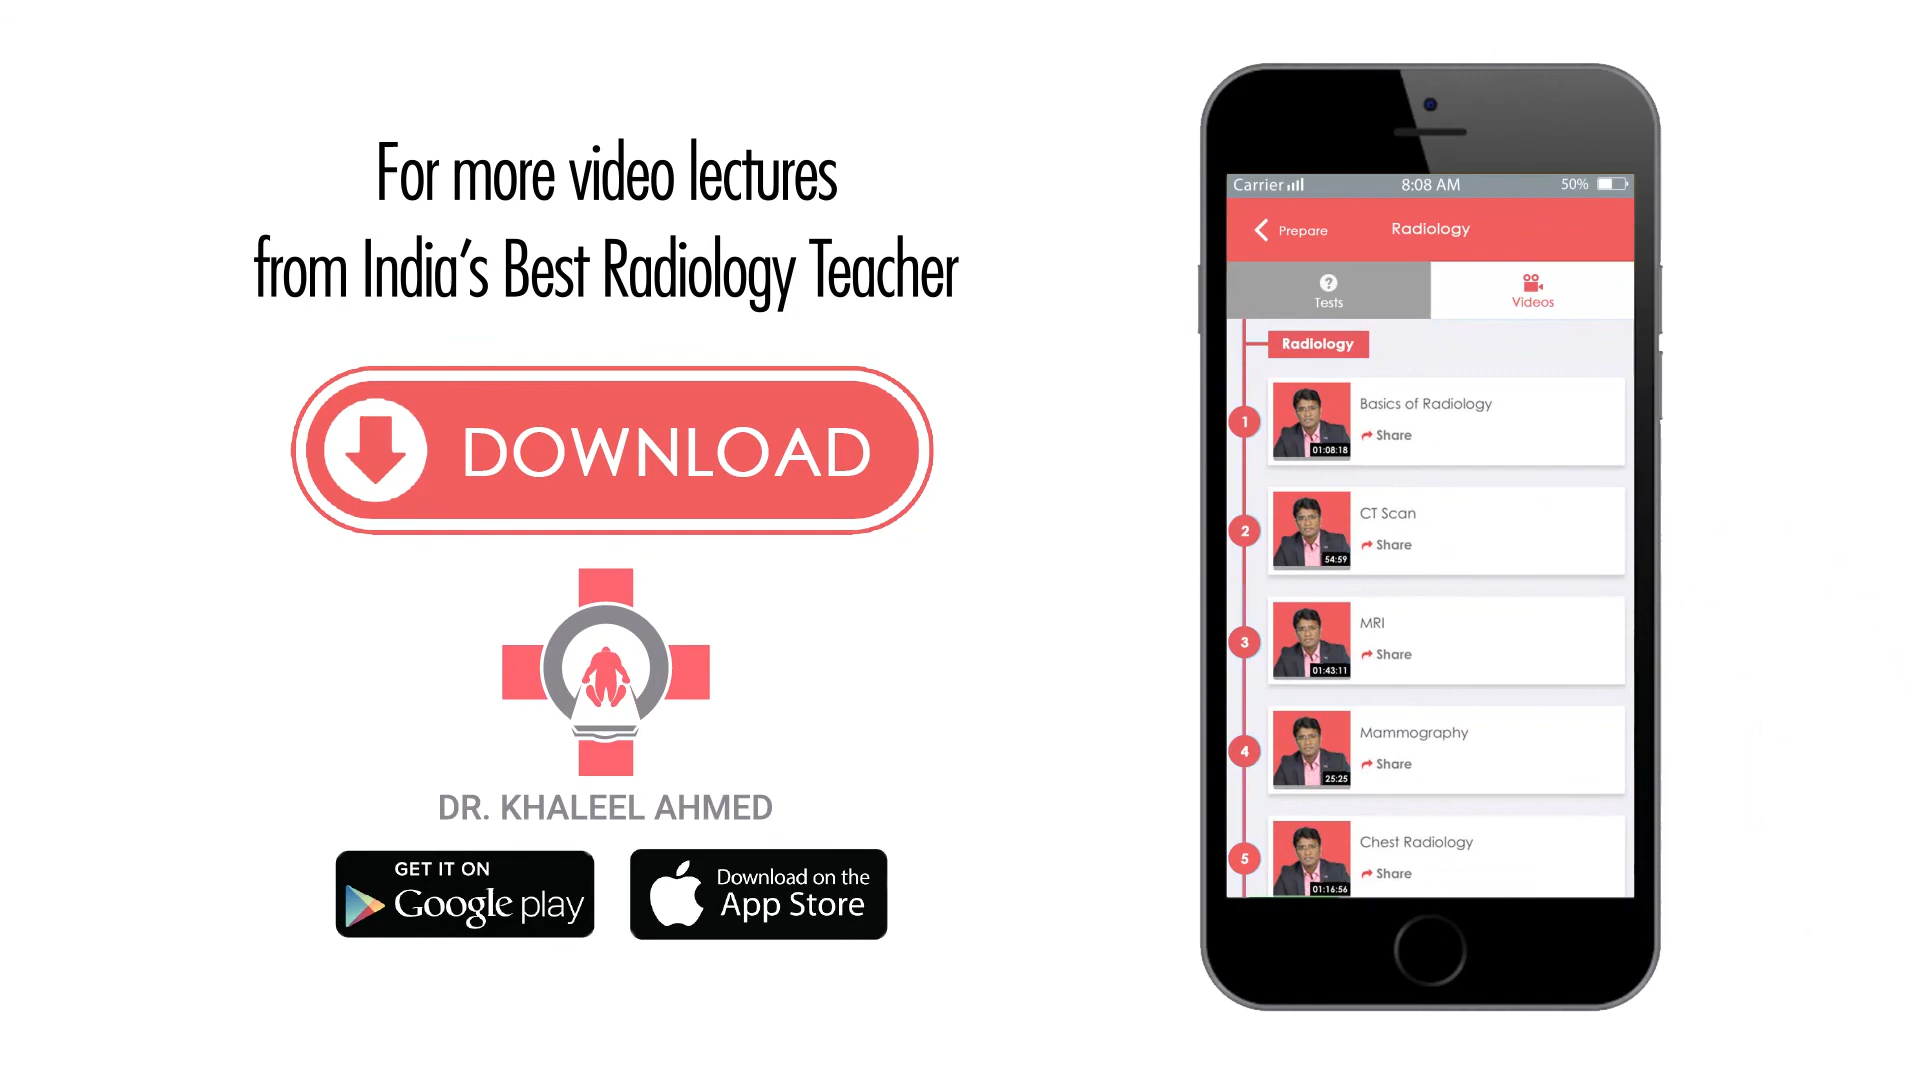 For more video lectures
from India's Best Radiology Teacher
DOWNLOAD
DR. KHALEEL AHMED
GET IT ON
Google play
Download on the
App Store
Carrier 8:08 AM 50%
Prepare Radiology
? Tests
Videos
Radiology
1
Basics of Radiology
Share
01:08:18
2
CT Scan
Share
54:59
3
MRI
Share
01:43:11
4
Mammography
Share
25:25
5
Chest Radiology
Share
01:16:56